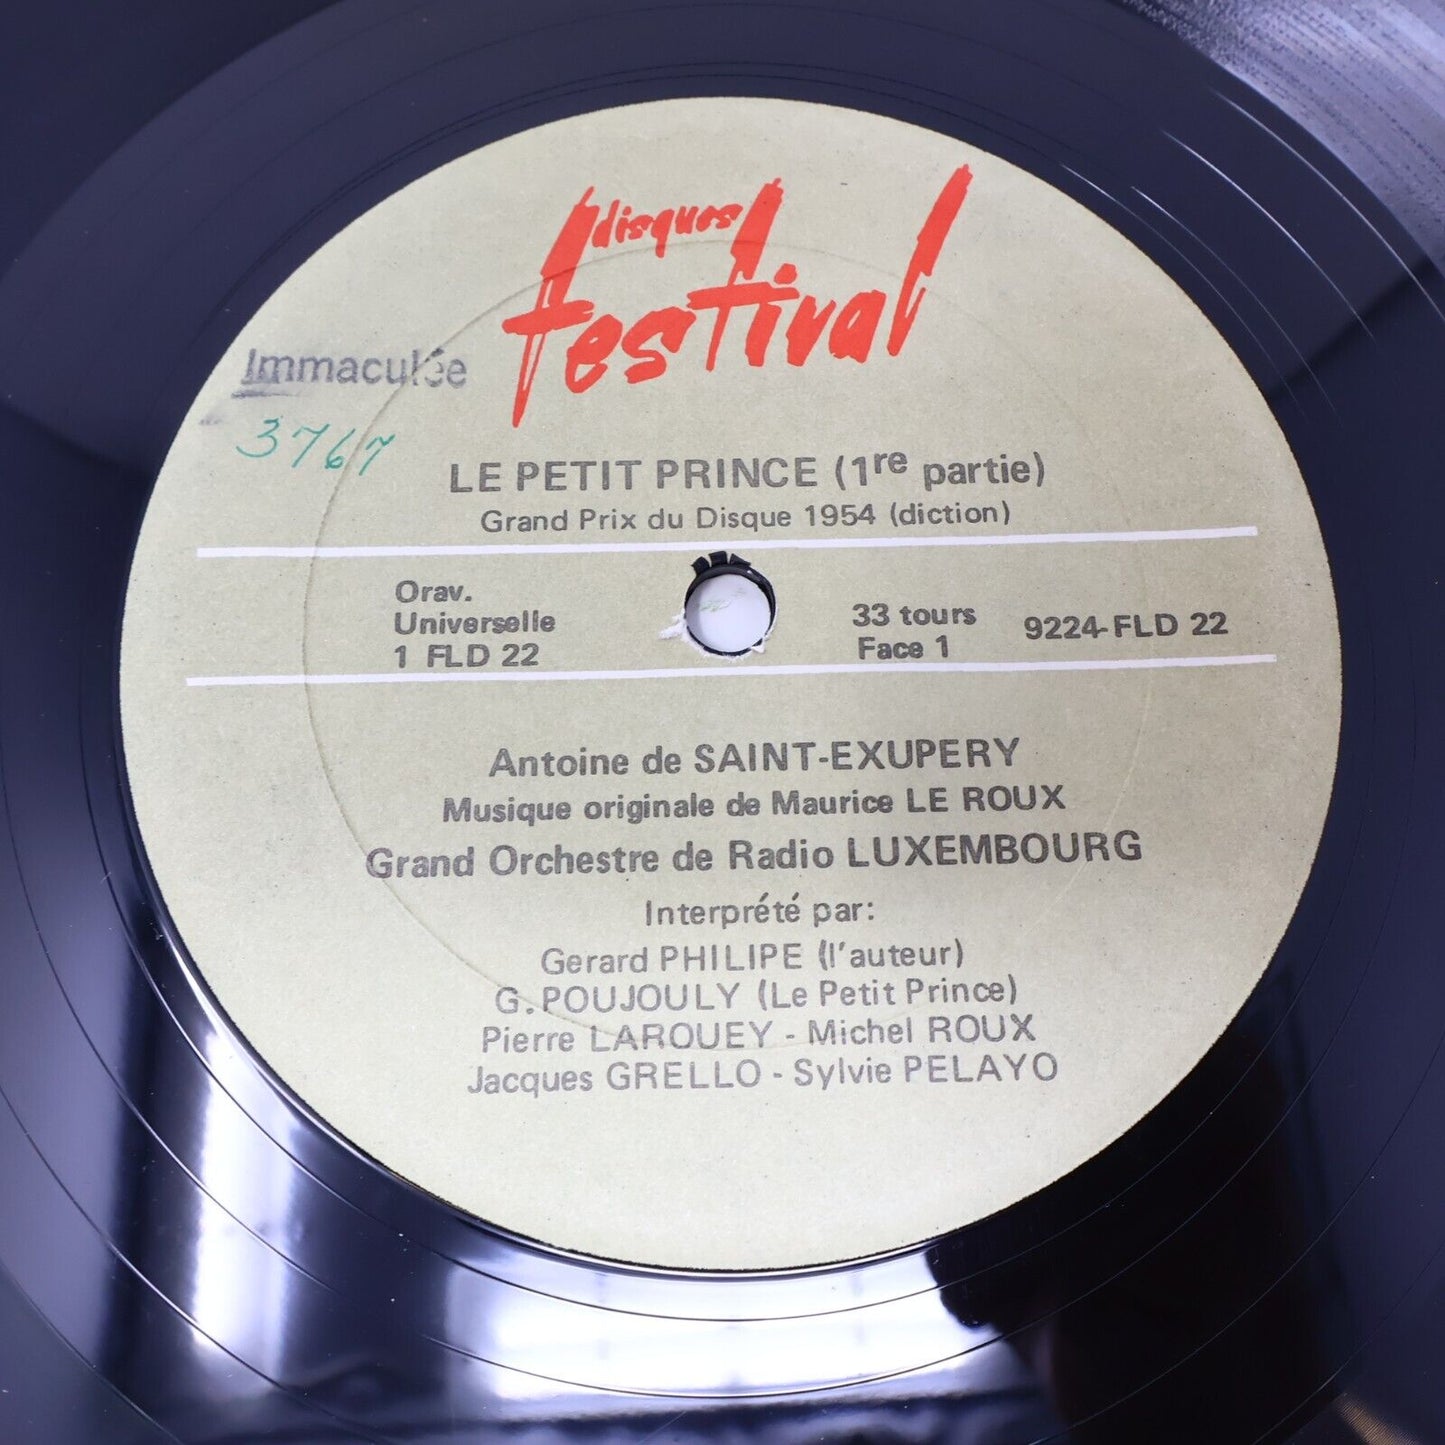 disques
festival
Immaculée
3767
LE PETIT PRINCE (1re partie)
Grand Prix du Disque 1954 (diction)
Orav.
Universelle
1 FLD 22
33 tours
Face 1
9224-FLD 22
Antoine de SAINT-EXUPERY
Musique originale de Maurice LE ROUX
Grand Orchestre de Radio LUXEMBOURG
Interprété par:
Gerard PHILIPE (l'auteur)
G. POUJOULY (Le Petit Prince)
Pierre LAROUEY - Michel ROUX
Jacques GRELLO - Sylvie PELAYO